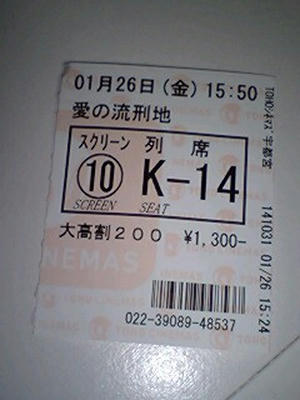 01月26日(金) 15:50
愛の流刑地
スクリーン 列 席
⑩ K-14
SCREEN SEAT
大高割200 ¥1,300-
022-39089-48537
TOHOシネマズ 宇都宮 141031 01/26 15:24